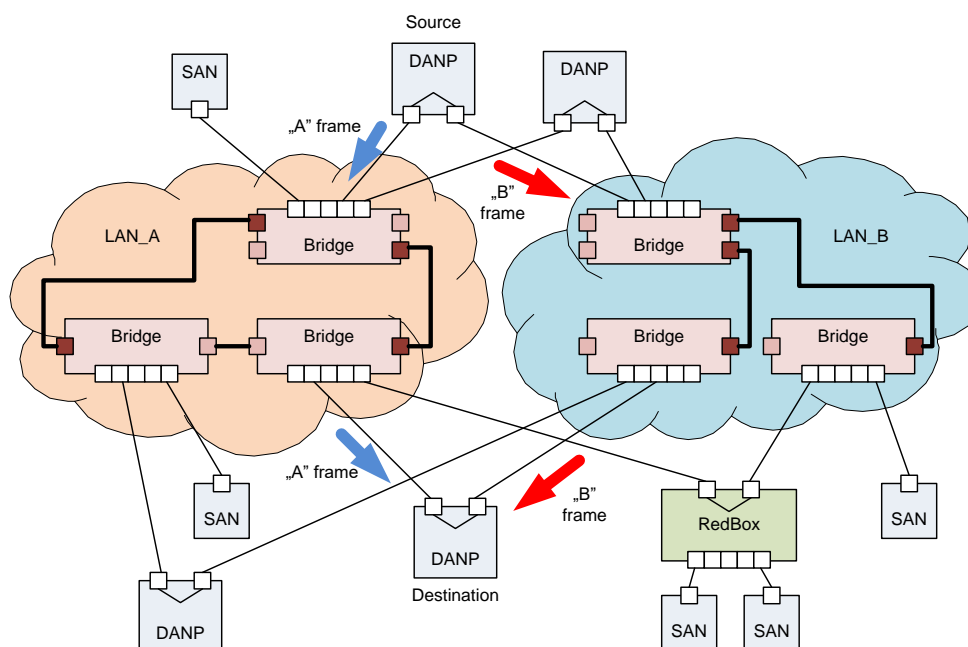 Source
SAN
DANP
DANP
„A” frame
„B”
frame
LAN_A
Bridge
Bridge
LAN_B
Bridge
Bridge
Bridge
Bridge
„A” frame
„B”
frame
SAN
DANP
Destination
RedBox
SAN
DANP
SAN
SAN